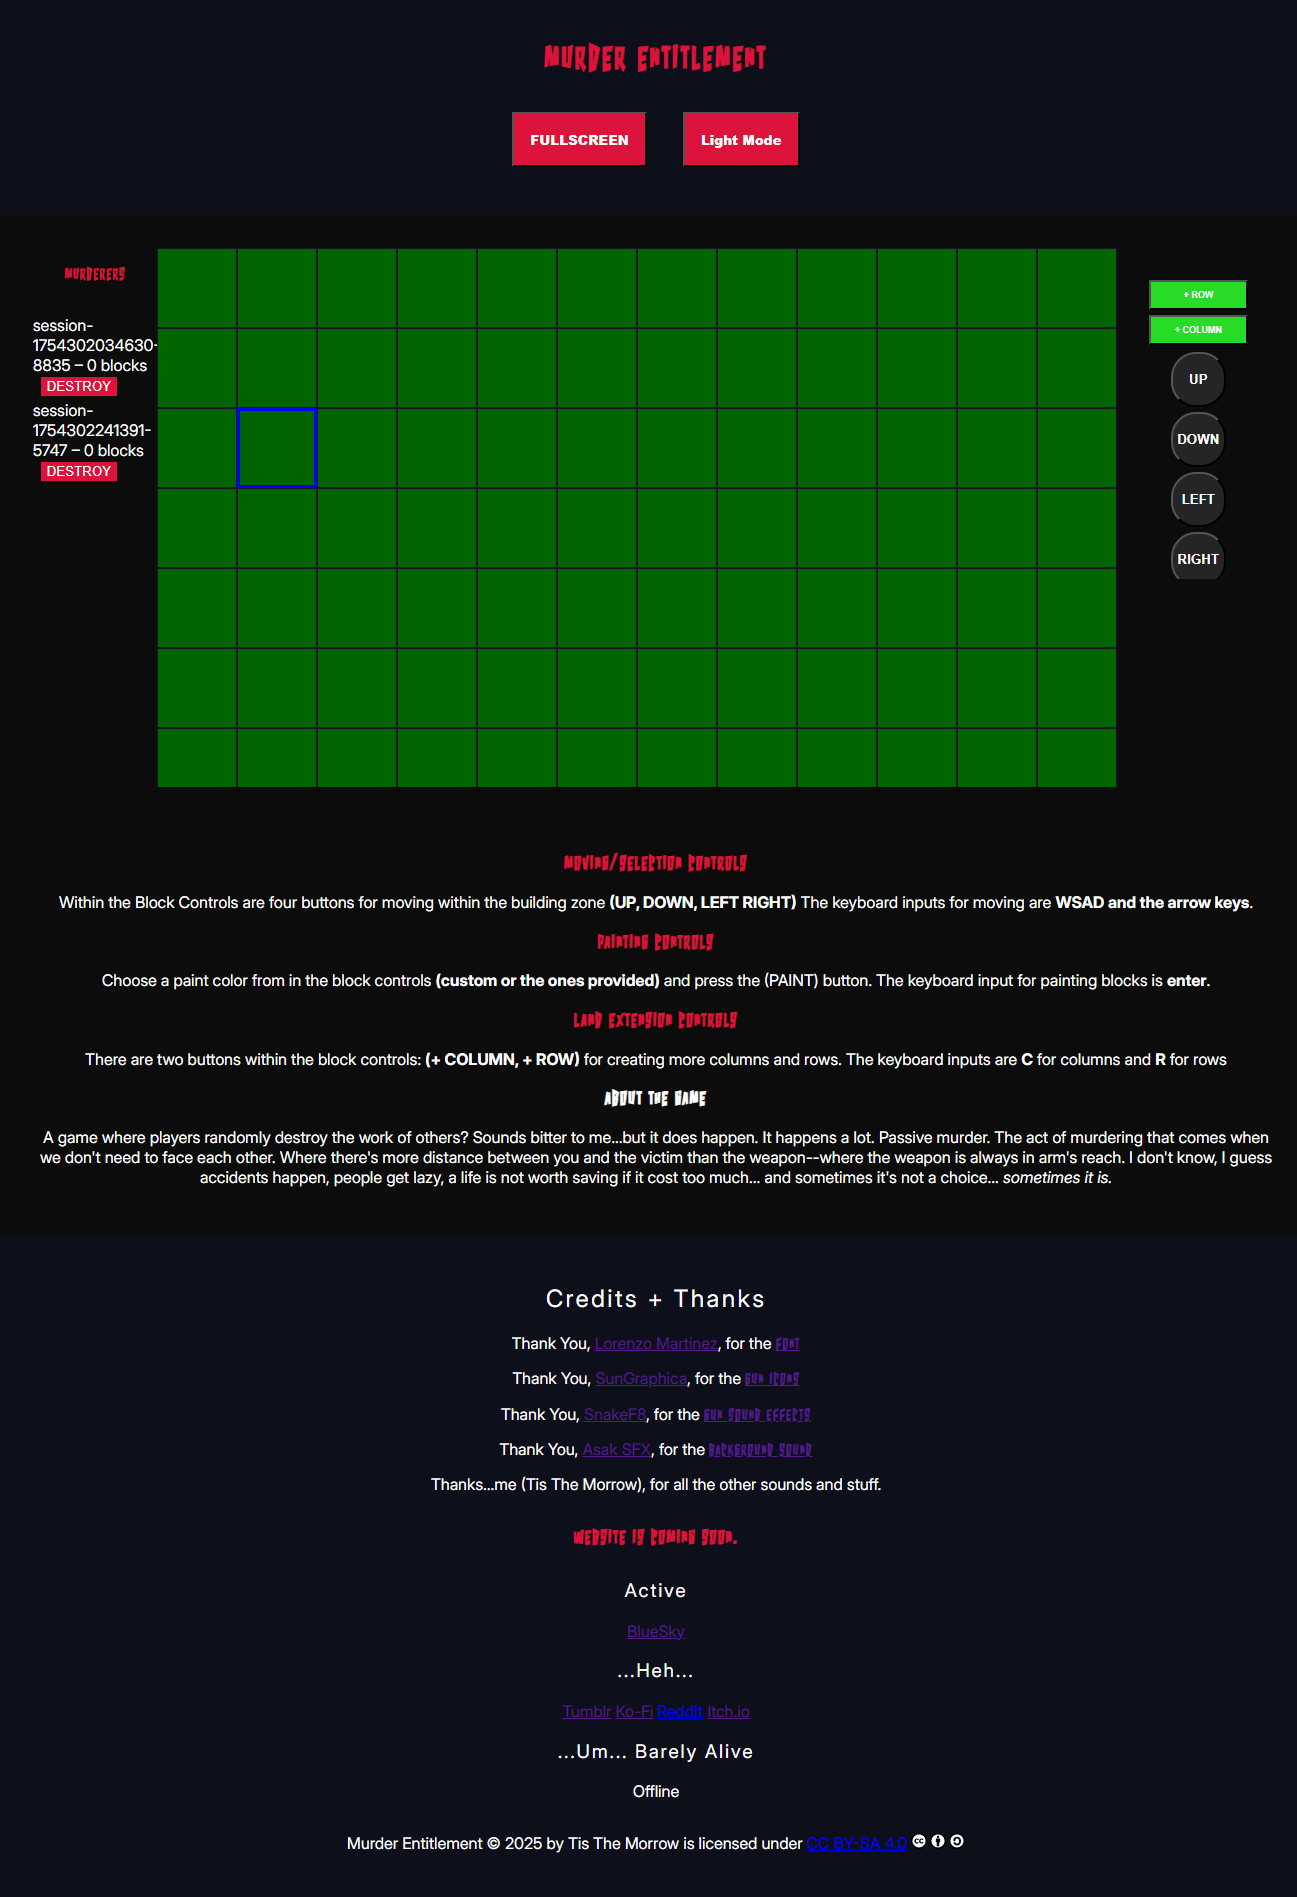 MURDER ENTITLEMENT
FULLSCREEN
Light Mode
MURDERERS
session-
1754302034630-
8835 – 0 blocks
DESTROY
session-
1754302241391-
5747 – 0 blocks
DESTROY
+ ROW
+ COLUMN
UP
DOWN
LEFT
RIGHT
MOVING/SELECTION CONTROLS
Within the Block Controls are four buttons for moving within the building zone (UP, DOWN, LEFT RIGHT) The keyboard inputs for moving are WSAD and the arrow keys.
PAINTING CONTROLS
Choose a paint color from in the block controls (custom or the ones provided) and press the (PAINT) button. The keyboard input for painting blocks is enter.
LAND EXTENSION CONTROLS
There are two buttons within the block controls: (+ COLUMN, + ROW) for creating more columns and rows. The keyboard inputs are C for columns and R for rows
ABOUT THE GAME
A game where players randomly destroy the work of others? Sounds bitter to me...but it does happen. It happens a lot. Passive murder. The act of murdering that comes when
we don't need to face each other. Where there's more distance between you and the victim than the weapon--where the weapon is always in arm's reach. I don't know, I guess
accidents happen, people get lazy, a life is not worth saving if it cost too much... and sometimes it's not a choice... sometimes it is.
Credits + Thanks
Thank You, Lorenzo Martinez, for the FONT
Thank You, SunGraphica, for the GUN ICONS
Thank You, SnakeF8, for the GUN SOUND EFFECTS
Thank You, Asak SFX, for the BACKGROUND SOUND
Thanks...me (Tis The Morrow), for all the other sounds and stuff.
WEBSITE IS COMING SOON.
Active
BlueSky
...Heh...
Tumblr Ko-Fi Reddit Itch.io
...Um... Barely Alive
Offline
Murder Entitlement © 2025 by Tis The Morrow is licensed under CC BY-SA 4.0